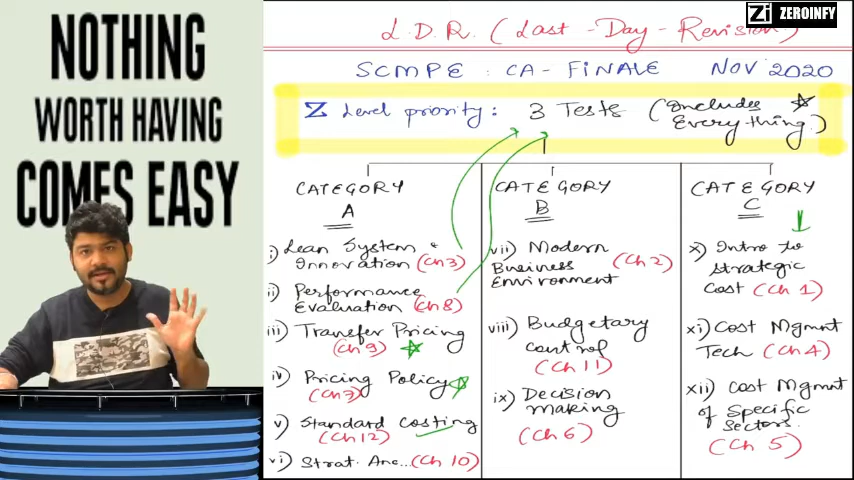 NOTHING
WORTH HAVING
COMES EASY
Zi ZEROINFY
L.D.R. (Last-Day-Revision)
SCMPE : CA-FiNALE NOV 2020
Z Level priority: 3 Tests (Includes
Everything.)
CATEGORY
A
i) Lean System &
Innovation (Ch 3)
ii) Performance
Evaluation (Ch 8)
iii) Transfer Pricing
(Ch 9)
iv) Pricing Policy
(Ch 7)
v) Standard costing
(Ch 12)
vi) Strat. Anc... (Ch 10)
CATEGORY
B
vii) Modern
Business (Ch 2)
Environment
viii) Budgetary
control
(Ch 11)
ix) Decision
making
(Ch 6)
CATEGORY
C
x) Intro to
strategic
cost (Ch 1)
xi) Cost Mgmnt
Tech (Ch 4)
xii) Cost Mgmnt
of Specific
Sectors.
(Ch 5)